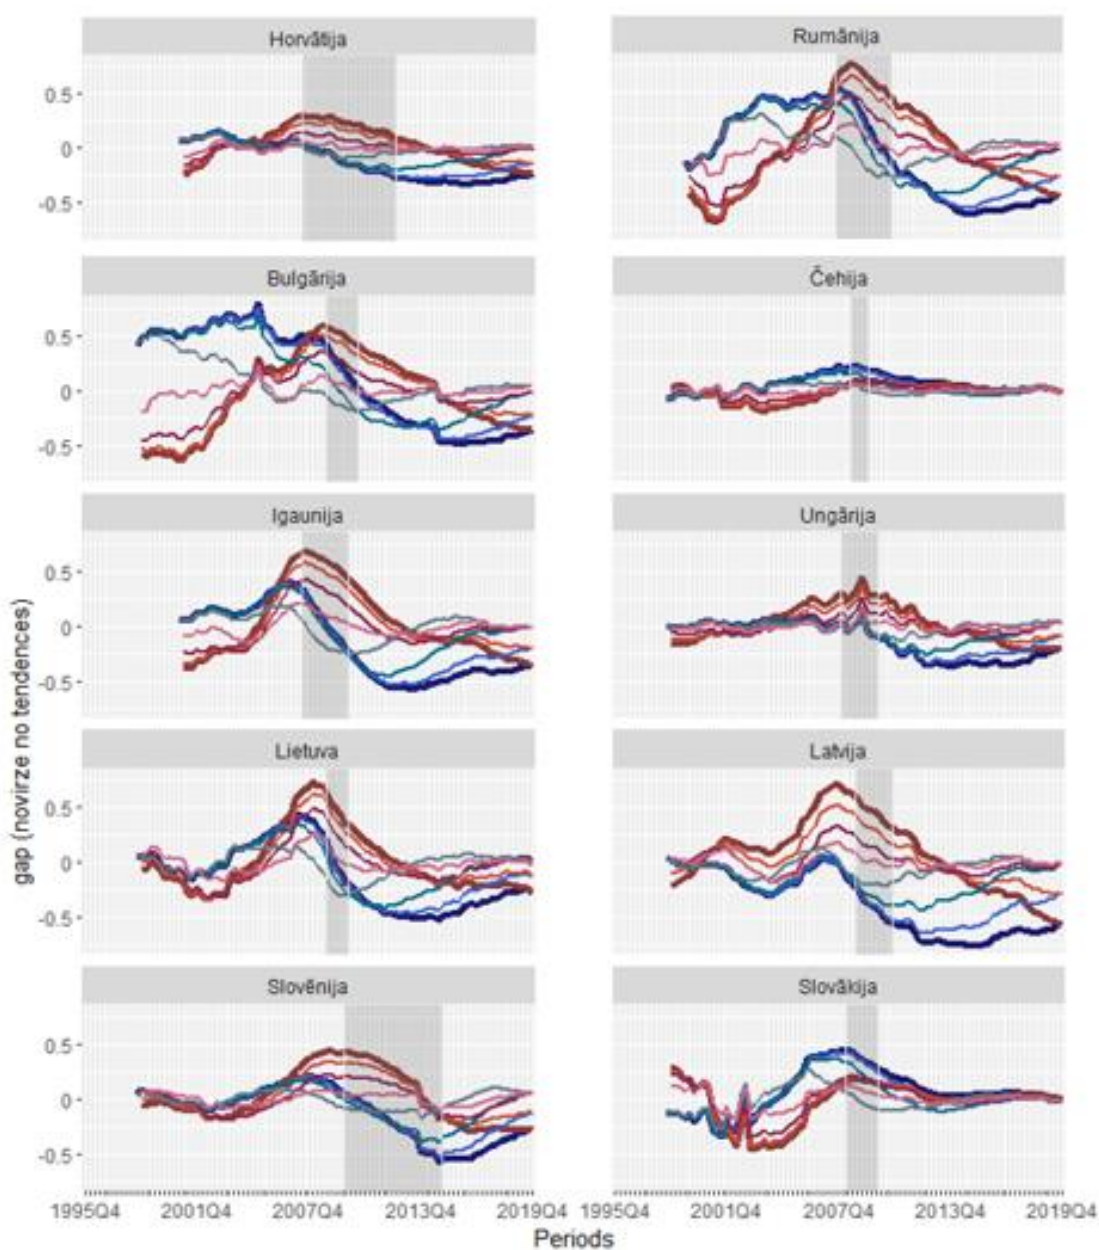 Horvātija
Rumānija
0.5
0
-0.5
Bulgārija
Čehija
0.5
0
-0.5
Igaunija
Ungārija
0.5
0
-0.5
Lietuva
Latvija
0.5
0
-0.5
Slovēnija
Slovākija
0.5
0
-0.5
gap (novirze no tendences)
1995Q4 2001Q4 2007Q4 2013Q4 2019Q4
1995Q4 2001Q4 2007Q4 2013Q4 2019Q4
Periods